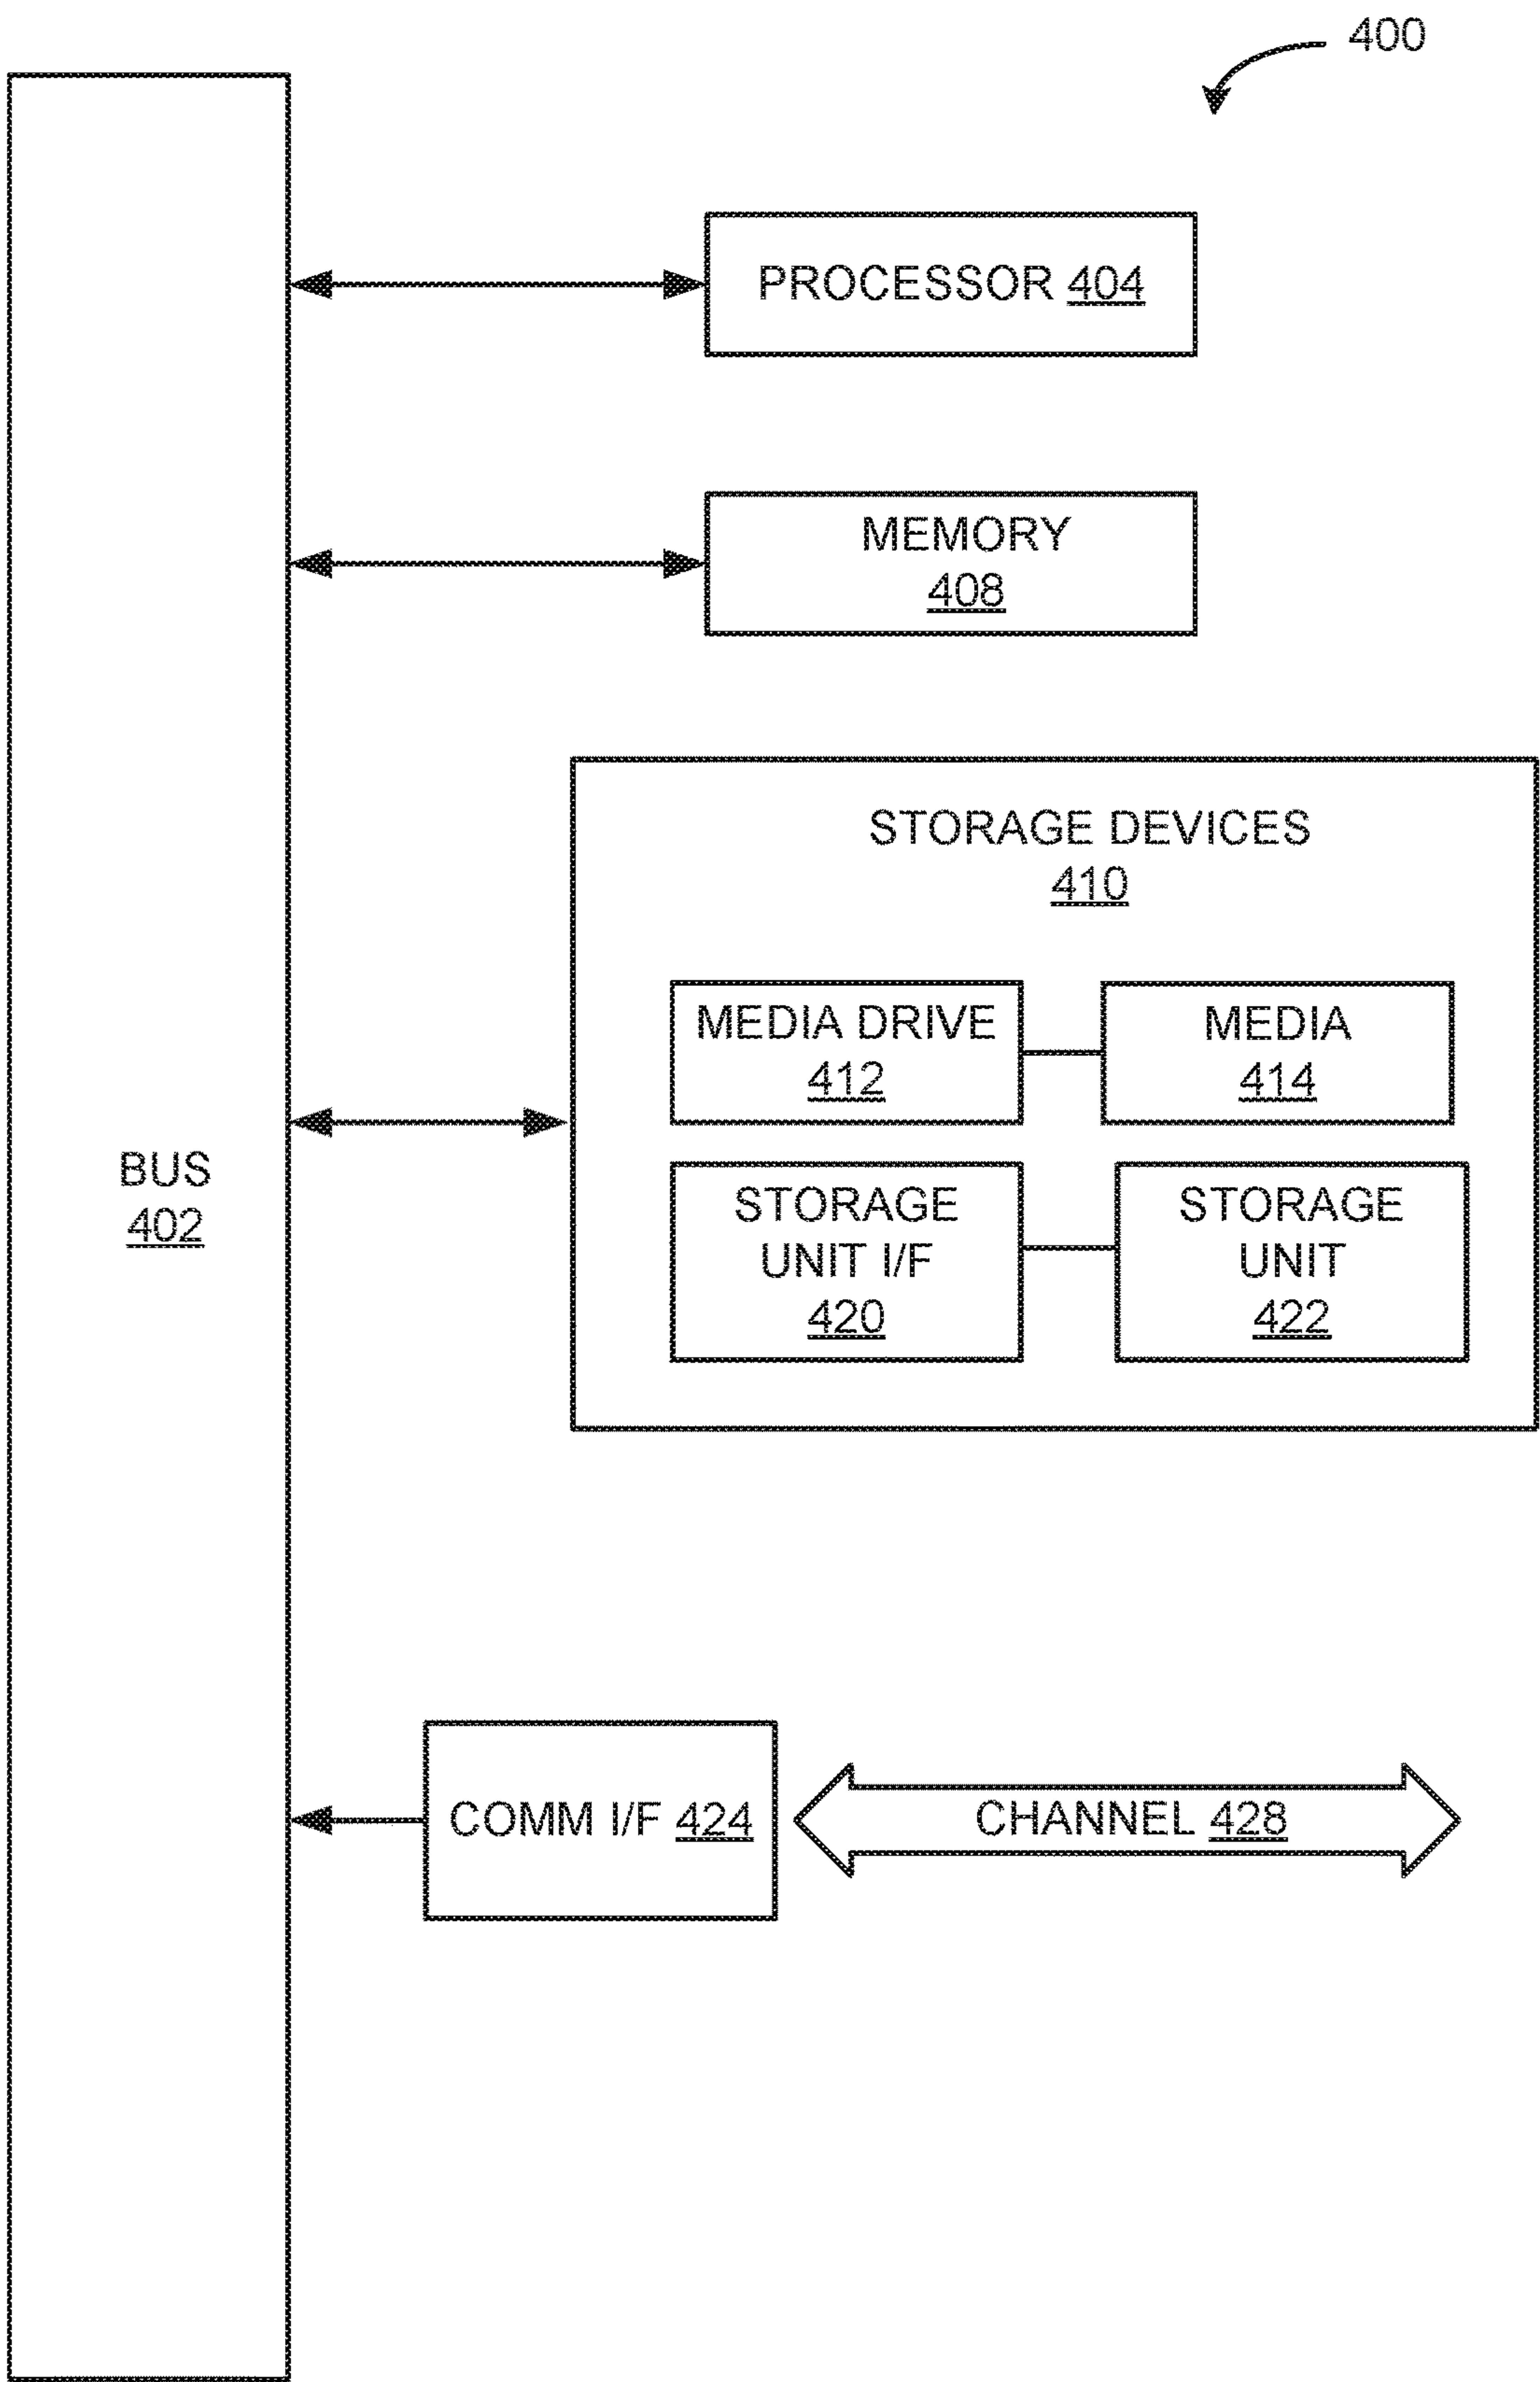 400
PROCESSOR 404
MEMORY
408
STORAGE DEVICES
410
MEDIA DRIVE
412
MEDIA
414
BUS
402
STORAGE
UNIT I/F
420
STORAGE
UNIT
422
COMM I/F 424
CHANNEL 428